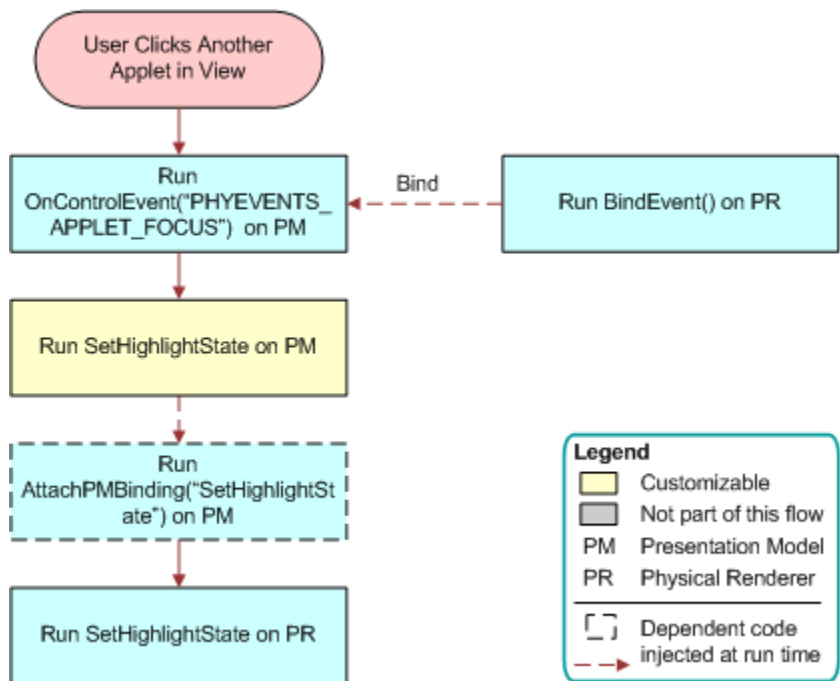 User Clicks Another
Applet in View
Run
OnControlEvent("PHYEVENTS_
APPLET_FOCUS") on PM
Bind
Run BindEvent() on PR
Run SetHighlightState on PM
Run
AttachPMBinding("SetHighlightSt
ate") on PM
Run SetHighlightState on PR
Legend
Customizable
Not part of this flow
PM Presentation Model
PR Physical Renderer
Dependent code
injected at run time